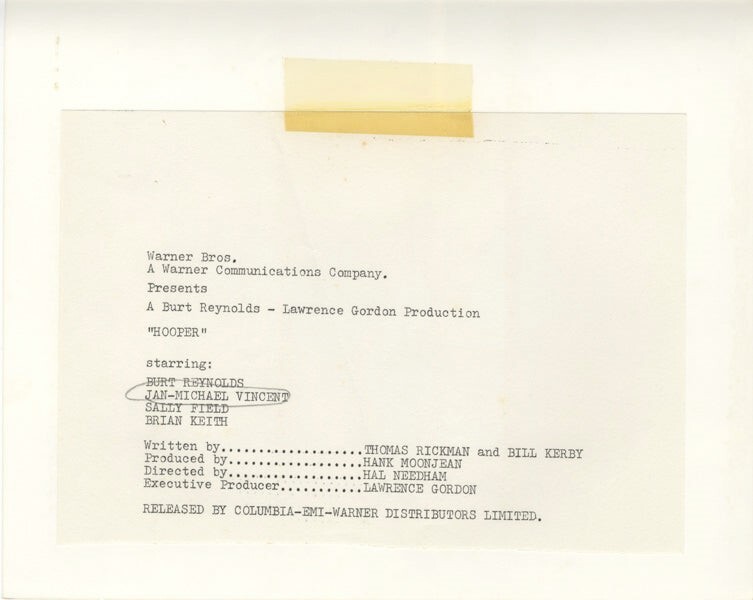 Warner Bros.
A Warner Communications Company.
Presents
A Burt Reynolds - Lawrence Gordon Production
"HOOPER"
starring:
BURT REYNOLDS
JAN-MICHAEL VINCENT
SALLY FIELD
BRIAN KEITH
Written by...................THOMAS RICKMAN and BILL KERBY
Produced by..................HANK MOONJEAN
Directed by..................HAL NEEDHAM
Executive Producer...........LAWRENCE GORDON
RELEASED BY COLUMBIA-EMI-WARNER DISTRIBUTORS LIMITED.